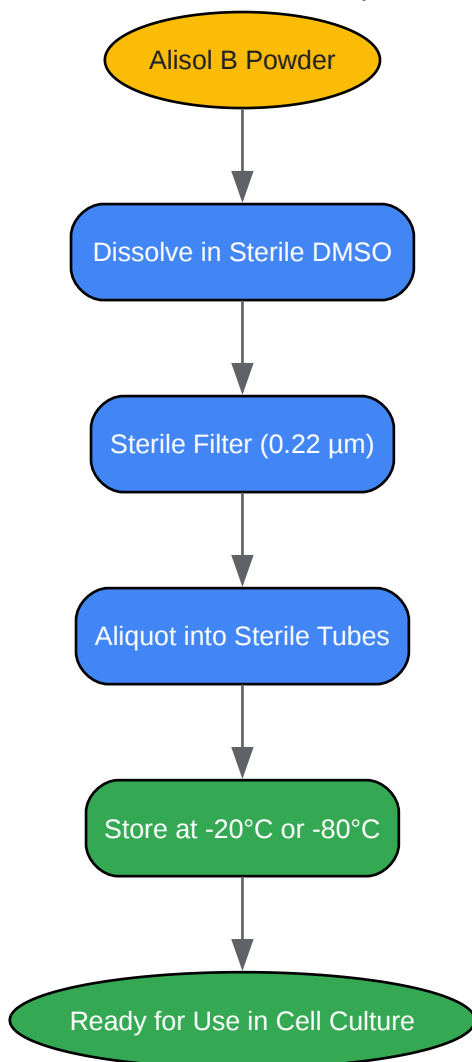 Alisol B Powder
Dissolve in Sterile DMSO
Sterile Filter (0.22 µm)
Aliquot into Sterile Tubes
Store at -20°C or -80°C
Ready for Use in Cell Culture